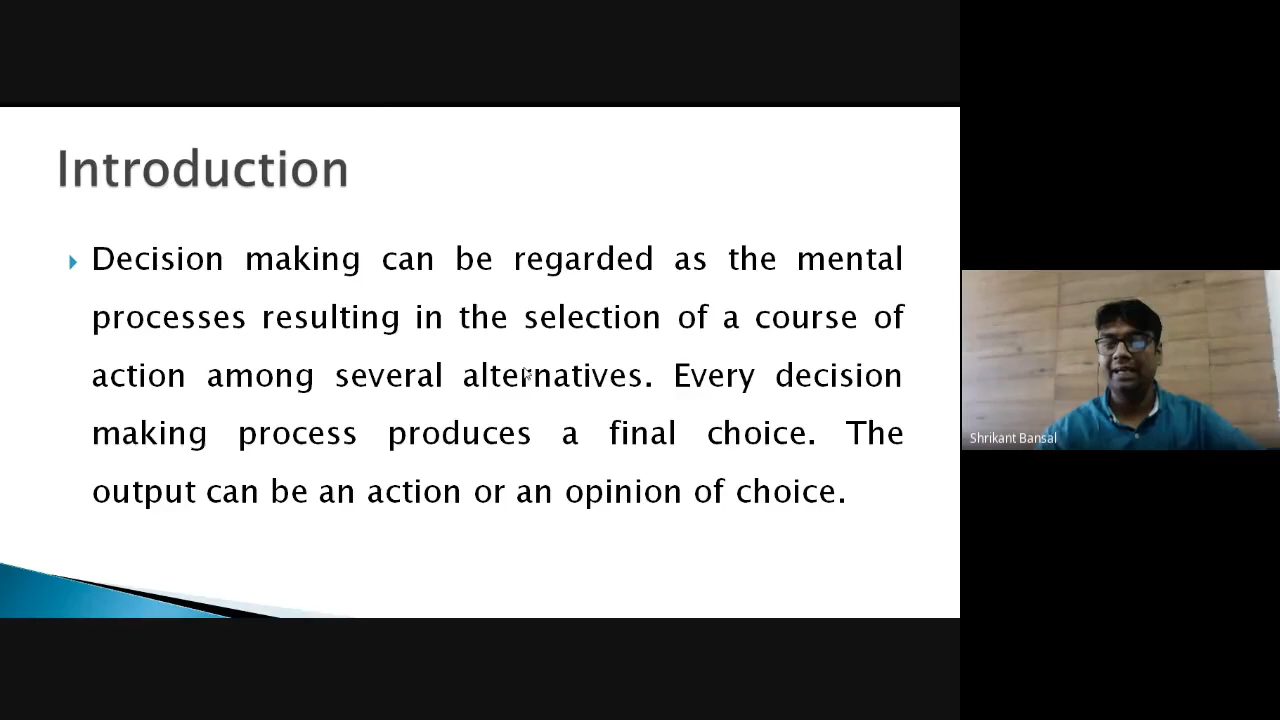 Introduction
Decision making can be regarded as the mental
processes resulting in the selection of a course of
action among several alternatives. Every decision
making process produces a final choice. The
output can be an action or an opinion of choice.
Shrikant Bansal